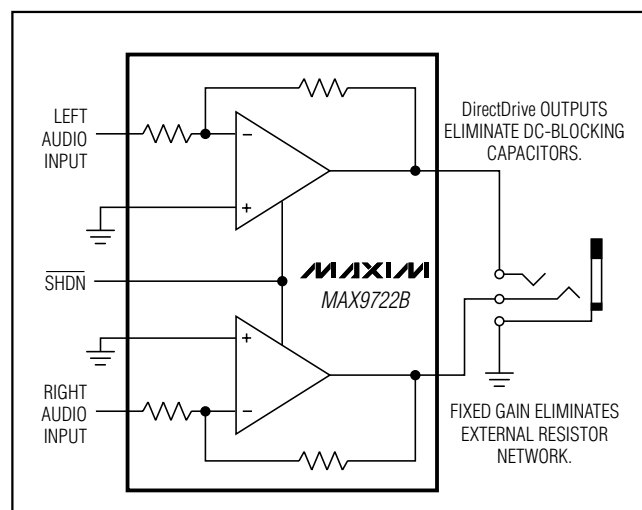 LEFT
AUDIO
INPUT
DirectDrive OUTPUTS
ELIMINATE DC-BLOCKING
CAPACITORS.
−
+
SHDN
MAXIM
MAX9722B
+
−
RIGHT
AUDIO
INPUT
FIXED GAIN ELIMINATES
EXTERNAL RESISTOR
NETWORK.